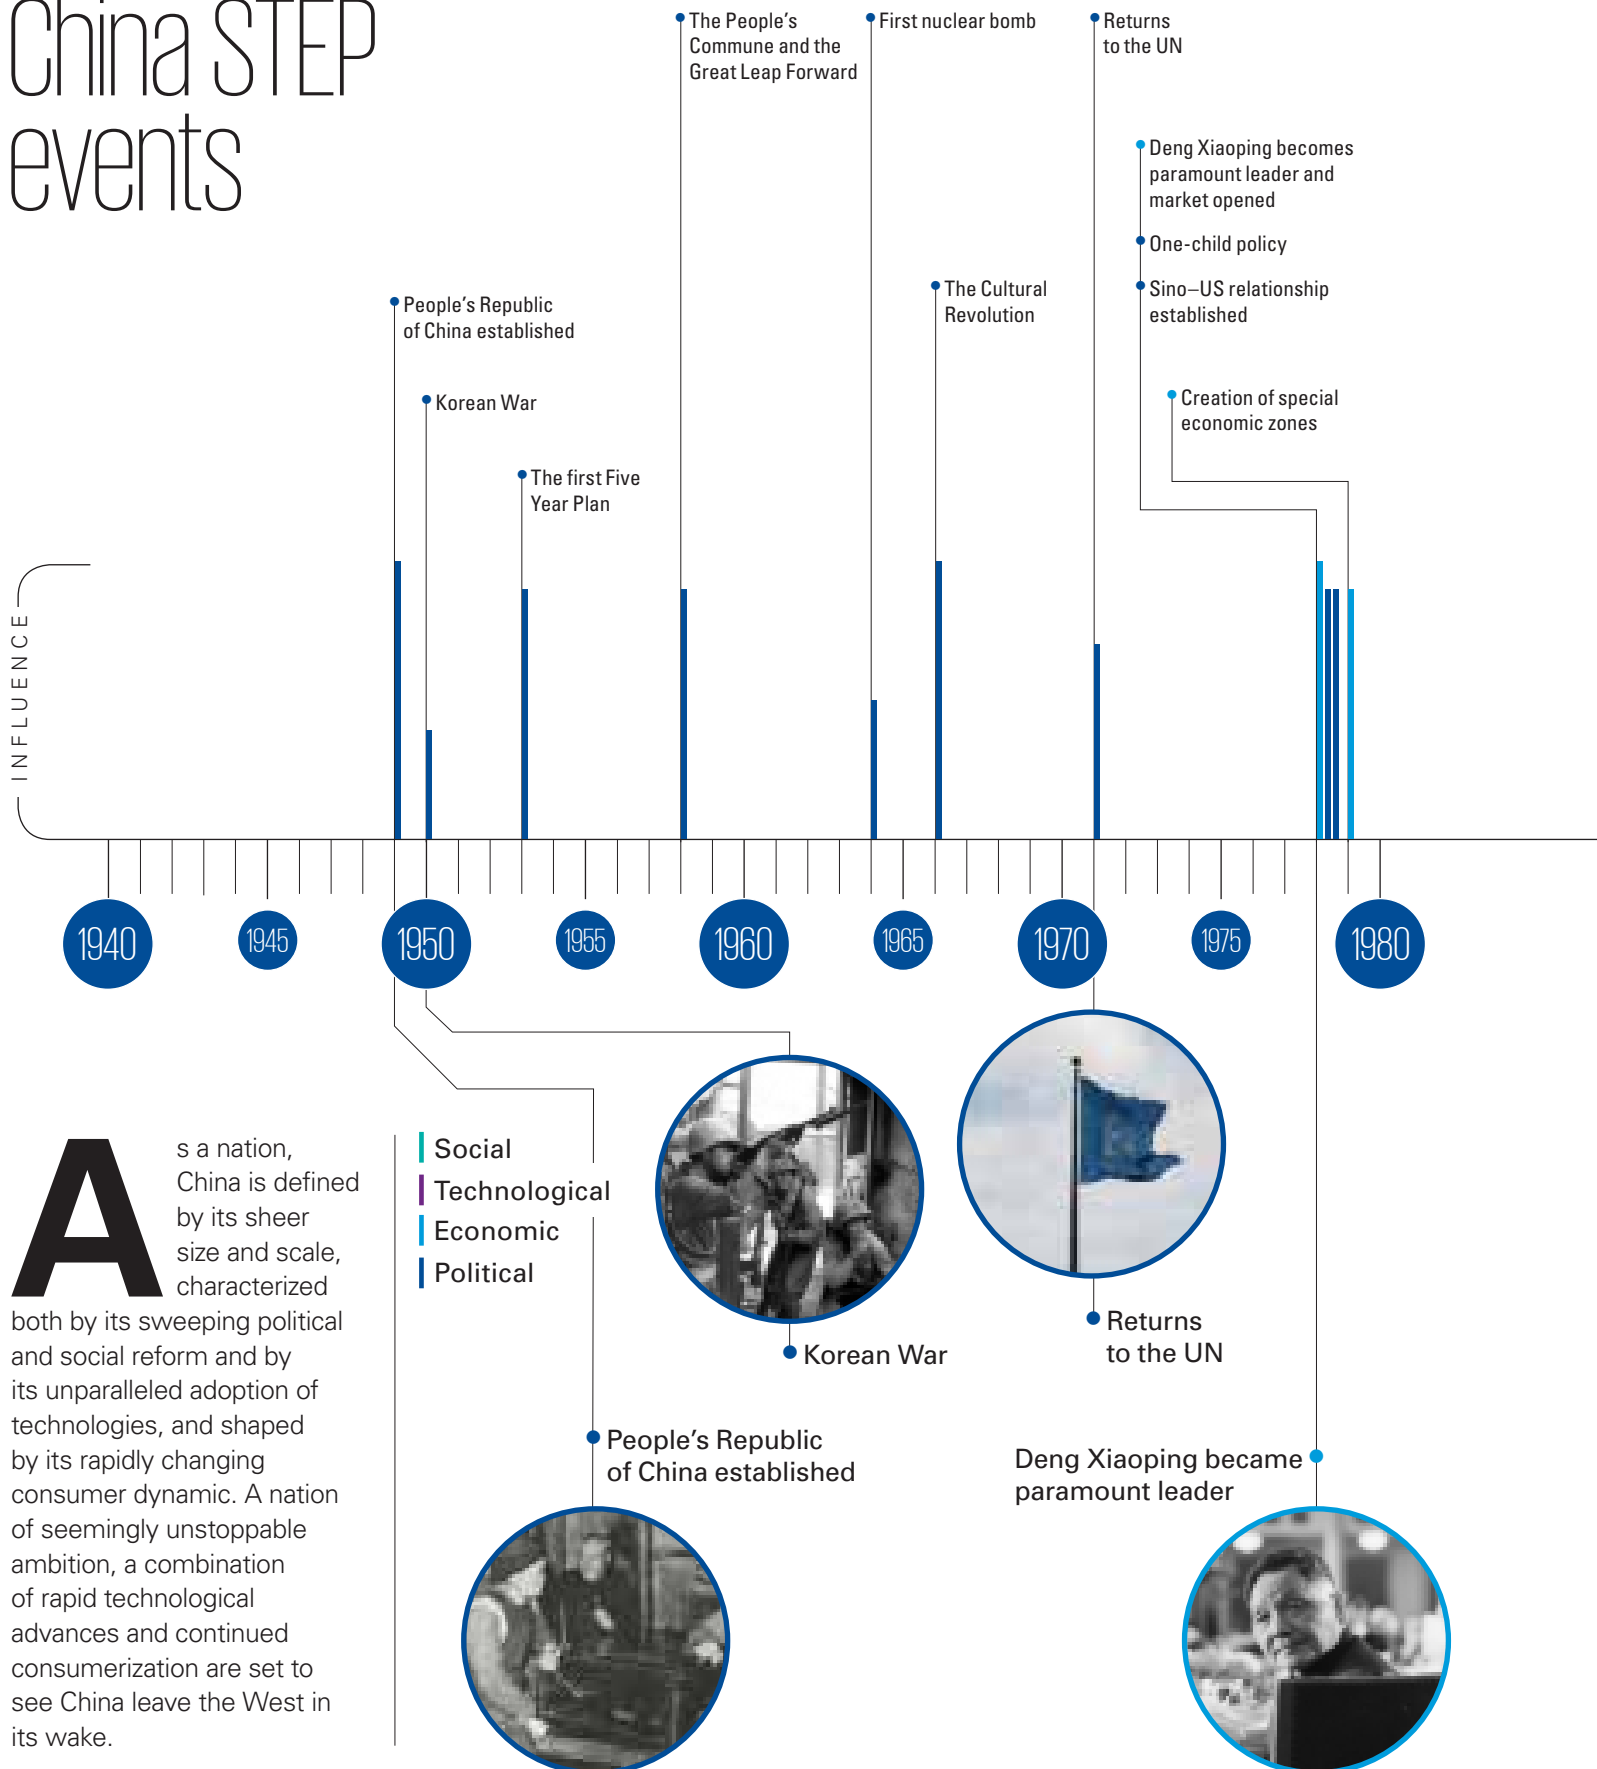 China STEP
events
The People's
Commune and the
Great Leap Forward
First nuclear bomb
Returns
to the UN
Deng Xiaoping becomes
paramount leader and
market opened
One-child policy
Sino–US relationship
established
People's Republic
of China established
The Cultural
Revolution
Korean War
Creation of special
economic zones
The first Five
Year Plan
INFLUENCE
1940
1945
1950
1955
1960
1965
1970
1975
1980
As a nation,
China is defined
by its sheer
size and scale,
characterized
both by its sweeping political
and social reform and by
its unparalleled adoption of
technologies, and shaped
by its rapidly changing
consumer dynamic. A nation
of seemingly unstoppable
ambition, a combination
of rapid technological
advances and continued
consumerization are set to
see China leave the West in
its wake.
Social
Technological
Economic
Political
Korean War
Returns
to the UN
People's Republic
of China established
Deng Xiaoping became
paramount leader